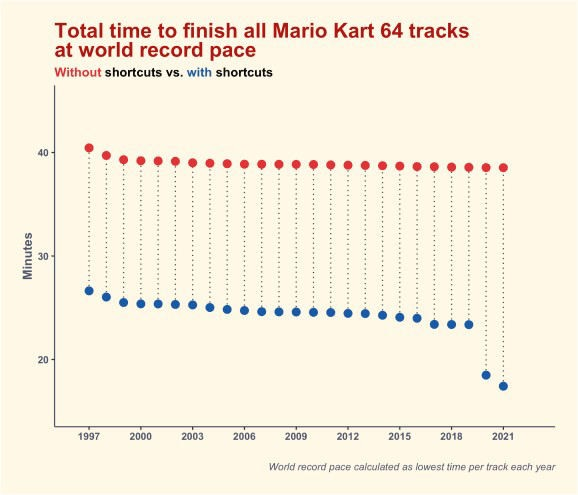 Total time to finish all Mario Kart 64 tracks
at world record pace
Without shortcuts vs. with shortcuts
40
30
20
Minutes
1997 2000 2003 2006 2009 2012 2015 2018 2021
World record pace calculated as lowest time per track each year